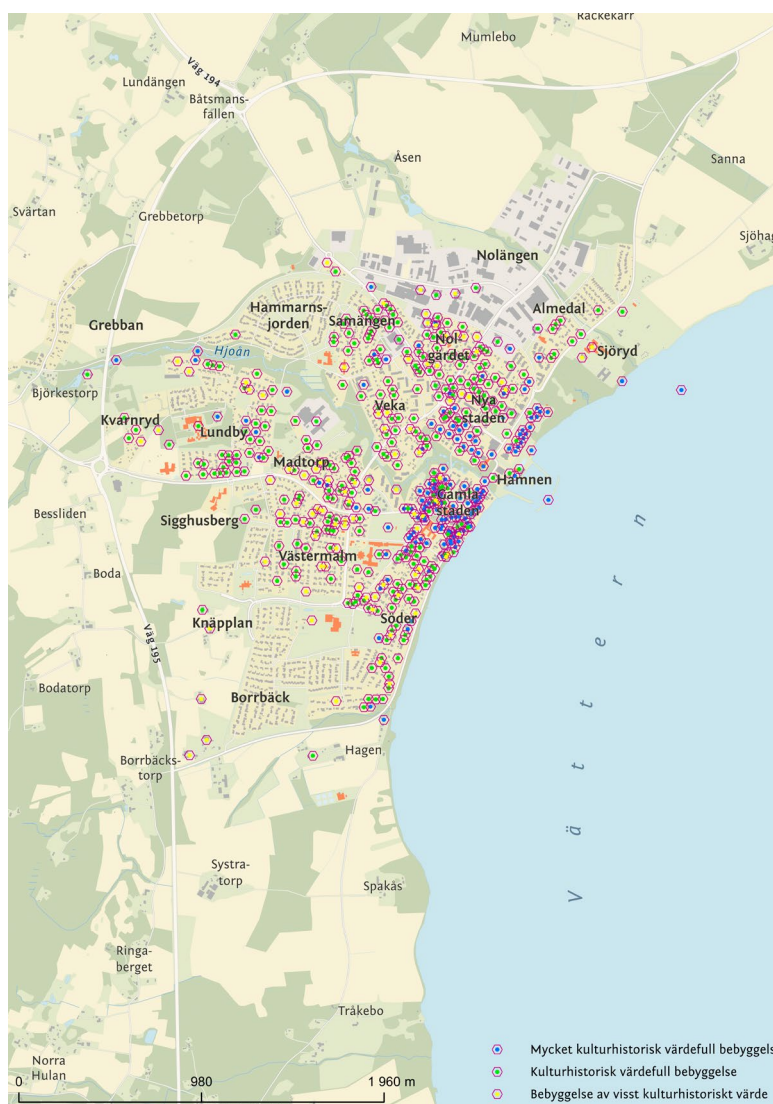 Räckekärr
Mumlebo
Väg 194
Lundängen
Båtsmans-
fallen
Åsen
Sanna
Svärtan
Grebbetorp
Sjöhag
Nolängen
Hammarns-
jorden
Almedal
Samängen
Grebban
Nol-
gärdet
Sjöryd
Hjoån
Björkestorp
Veka
Nya
staden
Kvarnryd
Lundby
Madtorp
Hamnen
Gamla
staden
Bessliden
Sigghusberg
Västermalm
Boda
Knäpplan
Söder
Väg 195
Vättern
Bodatorp
Borrbäck
Borrbäcks-
torp
Hagen
Systra-
torp
Spakås
Ringa-
berget
Tråkebo
Norra
Hulan
Mycket kulturhistorisk värdefull bebyggels
Kulturhistorisk värdefull bebyggelse
Bebyggelse av visst kulturhistoriskt värde
0 980 1 960 m